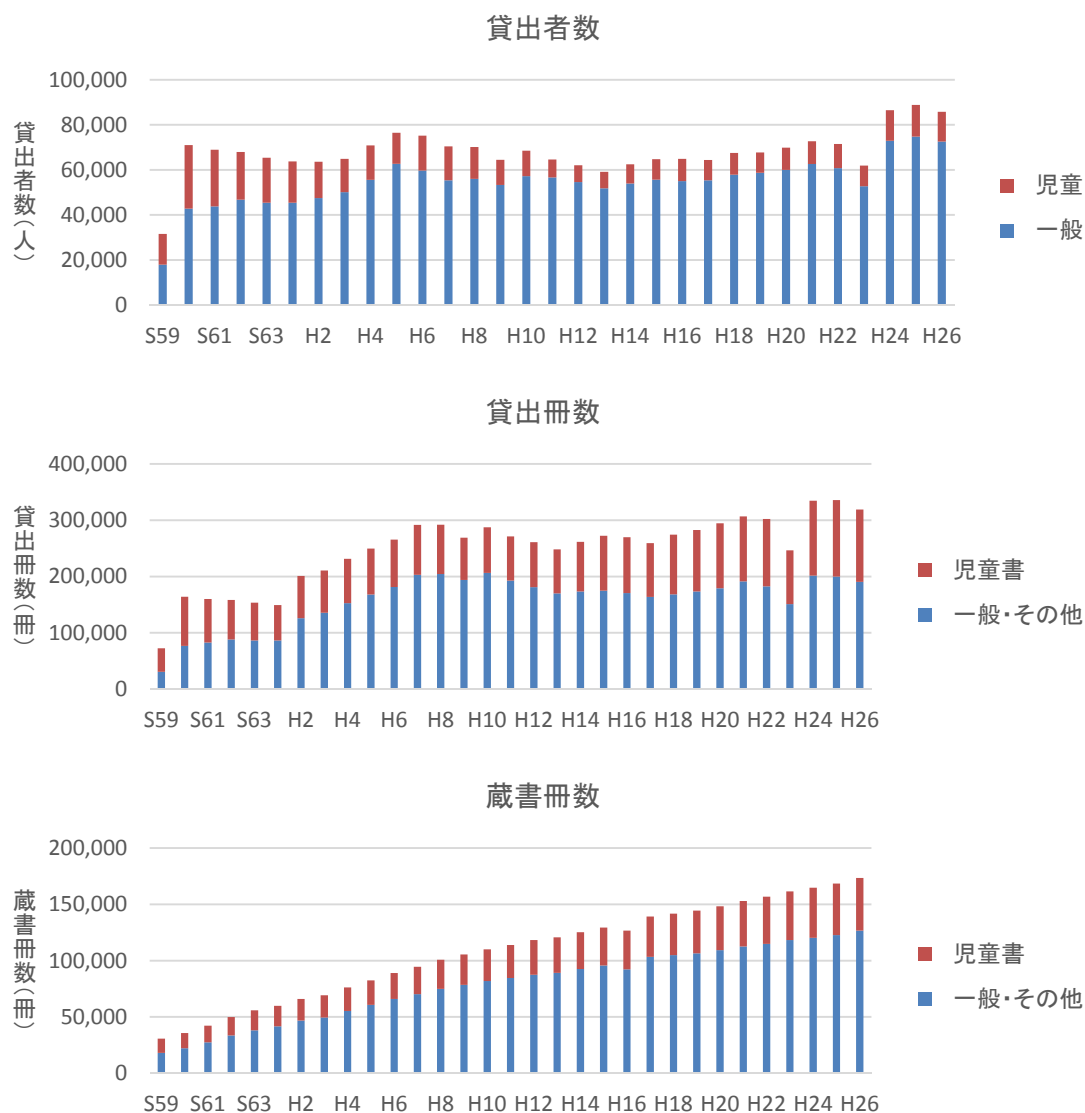 貸出者数
100,000
80,000
60,000
40,000
20,000
0
貸出者数(人)
S59 S61 S63 H2 H4 H6 H8 H10 H12 H14 H16 H18 H20 H22 H24 H26
児童
一般
貸出冊数
400,000
300,000
200,000
100,000
0
貸出冊数(冊)
S59 S61 S63 H2 H4 H6 H8 H10 H12 H14 H16 H18 H20 H22 H24 H26
児童書
一般・その他
蔵書冊数
200,000
150,000
100,000
50,000
0
蔵書冊数(冊)
S59 S61 S63 H2 H4 H6 H8 H10 H12 H14 H16 H18 H20 H22 H24 H26
児童書
一般・その他